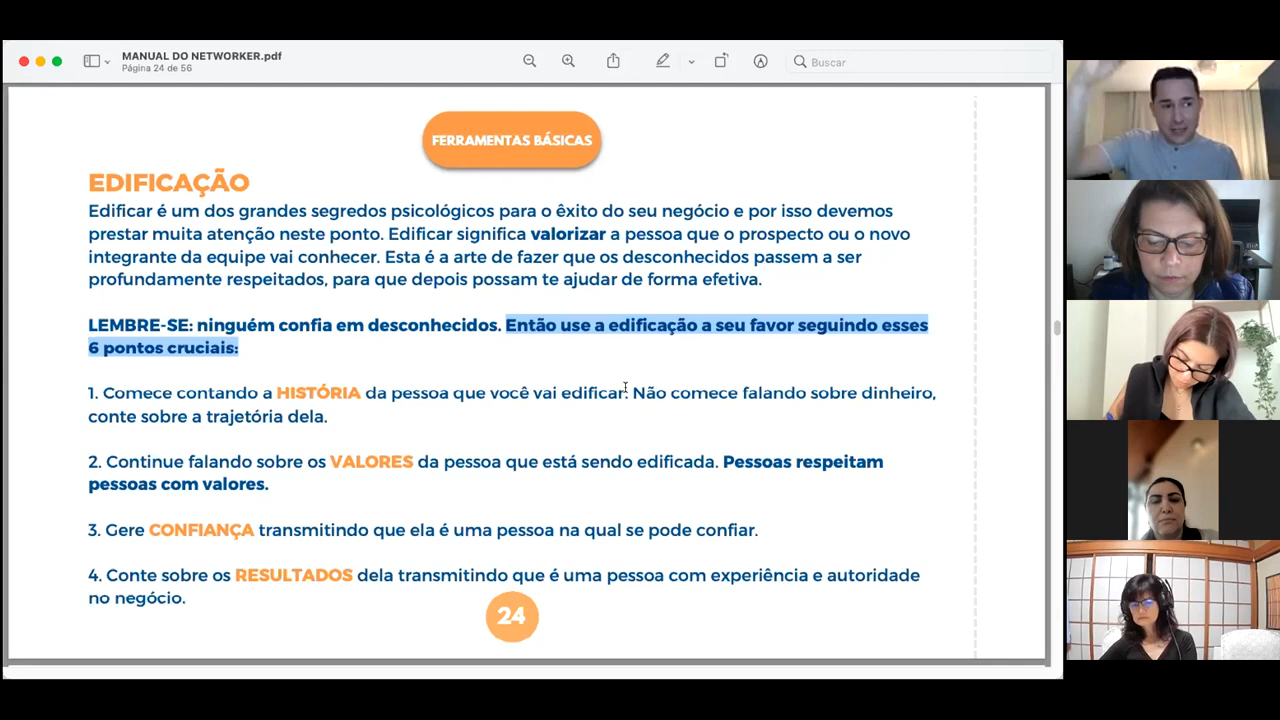 MANUAL DO NETWORKER.pdf
Página 24 de 56
Buscar
FERRAMENTAS BÁSICAS
EDIFICAÇÃO
Edificar é um dos grandes segredos psicológicos para o êxito do seu negócio e por isso devemos
prestar muita atenção neste ponto. Edificar significa valorizar a pessoa que o prospecto ou o novo
integrante da equipe vai conhecer. Esta é a arte de fazer que os desconhecidos passem a ser
profundamente respeitados, para que depois possam te ajudar de forma efetiva.
LEMBRE-SE: ninguém confia em desconhecidos. Então use a edificação a seu favor seguindo esses
6 pontos cruciais:
1. Comece contando a HISTÓRIA da pessoa que você vai edificar. Não comece falando sobre dinheiro,
conte sobre a trajetória dela.
2. Continue falando sobre os VALORES da pessoa que está sendo edificada. Pessoas respeitam
pessoas com valores.
3. Gere CONFIANÇA transmitindo que ela é uma pessoa na qual se pode confiar.
4. Conte sobre os RESULTADOS dela transmitindo que é uma pessoa com experiência e autoridade
no negócio.
24